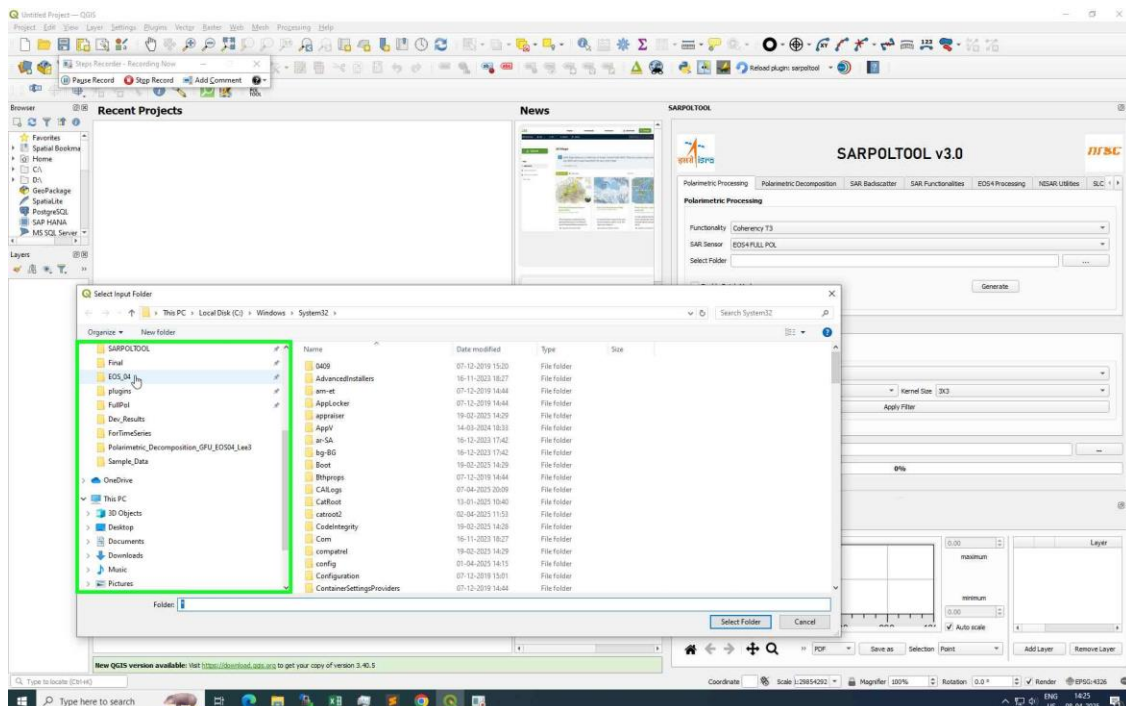 Untitled Project — QGIS
Project Edit View Layer Settings Plugins Vector Raster Web Mesh Processing Help
Steps Recorder - Recording Now
Pause Record Stop Record Add Comment
Reload plugin: sarpoltool
Browser
Favorites
Spatial Bookma
Home
C:\
D:\
GeoPackage
SpatiaLite
PostgreSQL
SAP HANA
MS SQL Server
Layers
Recent Projects
News
SARPOLTOOL
इसरो isro
SARPOLTOOL v3.0
nrsc
Polarimetric Processing Polarimetric Decomposition SAR Badiscatter SAR Functionalities EOS4 Processing NISAR Utilities SLC
Polarimetric Processing
Functionality Coherency T3
SAR Sensor EOS4 FULL POL
Select Folder ...
Generate
Kernel Size 3X3
Apply Filter
...
0%
Select Input Folder
This PC › Local Disk (C:) › Windows › System32 ›
Search System32
Organize New folder
SARPOLTOOL
Final
EOS_04
plugins
FullPol
Dev_Results
ForTimeSeries
Polarimetric_Decomposition_GFU_EOS04_Lee3
Sample_Data
OneDrive
This PC
3D Objects
Desktop
Documents
Downloads
Music
Pictures
Name Date modified Type Size
0409 07-12-2019 15:20 File folder
AdvancedInstallers 16-11-2023 18:27 File folder
am-et 07-12-2019 14:44 File folder
AppLocker 07-12-2019 14:44 File folder
appraiser 19-02-2025 14:29 File folder
AppV 14-03-2024 18:33 File folder
ar-SA 16-12-2023 17:42 File folder
bg-BG 16-12-2023 17:42 File folder
Boot 19-02-2025 14:29 File folder
Bthprops 07-12-2019 14:44 File folder
CAILogs 07-04-2025 20:09 File folder
CatRoot 13-01-2025 10:40 File folder
catroot2 02-04-2025 11:53 File folder
CodeIntegrity 19-02-2025 14:28 File folder
Com 16-11-2023 18:27 File folder
compatrel 19-02-2025 14:29 File folder
config 01-04-2025 14:15 File folder
Configuration 07-12-2019 15:01 File folder
ContainerSettingsProviders 07-12-2019 14:44 File folder
Folder:
Select Folder Cancel
0.00
maximum
minimum
0.00
Auto scale
Layer
PDF Save as Selection Point Add Layer Remove Layer
New QGIS version available: Visit https://download.qgis.org to get your copy of version 3.40.5
Type to locate (Ctrl+K)
Coordinate Scale 1:29854292 Magnifier 100% Rotation 0.0 ° Render EPSG:4326
Type here to search
ENG 14:25
US 08-04-2025